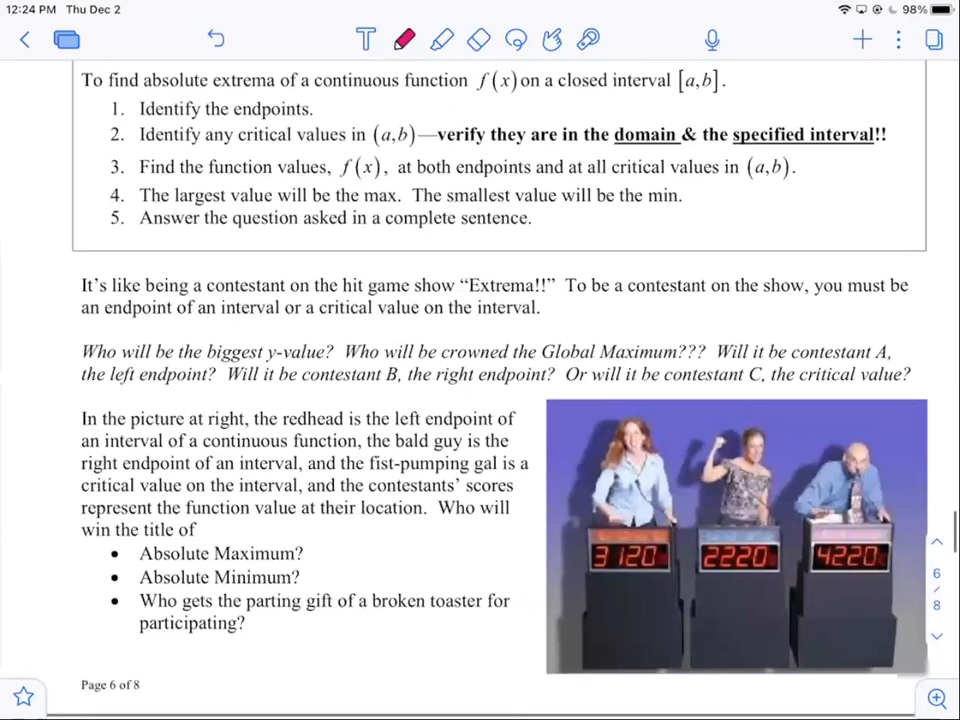 12:24 PM Thu Dec 2
98%
To find absolute extrema of a continuous function f(x) on a closed interval [a,b].
1. Identify the endpoints.
2. Identify any critical values in (a,b)—verify they are in the domain & the specified interval!!
3. Find the function values, f(x), at both endpoints and at all critical values in (a,b).
4. The largest value will be the max. The smallest value will be the min.
5. Answer the question asked in a complete sentence.
It's like being a contestant on the hit game show “Extrema!!” To be a contestant on the show, you must be
an endpoint of an interval or a critical value on the interval.
Who will be the biggest y-value? Who will be crowned the Global Maximum??? Will it be contestant A,
the left endpoint? Will it be contestant B, the right endpoint? Or will it be contestant C, the critical value?
In the picture at right, the redhead is the left endpoint of
an interval of a continuous function, the bald guy is the
right endpoint of an interval, and the fist-pumping gal is a
critical value on the interval, and the contestants' scores
represent the function value at their location. Who will
win the title of
• Absolute Maximum?
• Absolute Minimum?
• Who gets the parting gift of a broken toaster for
participating?
3120 2220 4220
6
/
8
Page 6 of 8